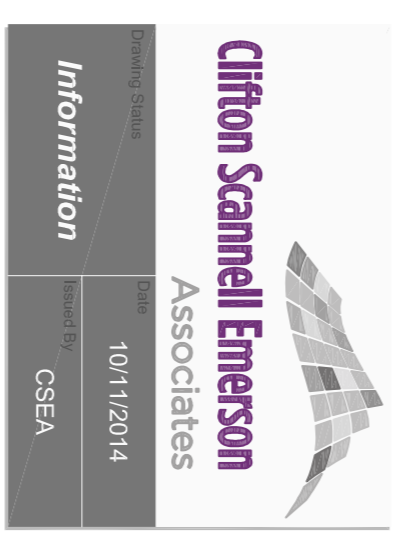 Clifton Scannell Emerson
Associates
Drawing Status
Information
Date
10/11/2014
Issued By
CSEA